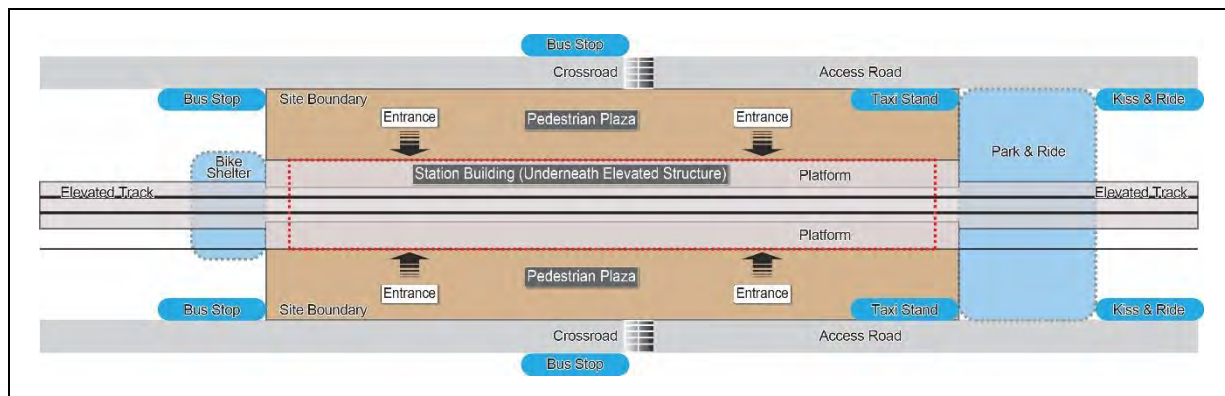 Bus Stop
Crossroad
Access Road
Bus Stop
Site Boundary
Taxi Stand
Kiss & Ride
Entrance
Pedestrian Plaza
Entrance
Bike
Shelter
Park & Ride
Station Building (Underneath Elevated Structure)
Platform
Elevated Track
Elevated Track
Platform
Pedestrian Plaza
Entrance
Entrance
Bus Stop
Site Boundary
Taxi Stand
Kiss & Ride
Crossroad
Access Road
Bus Stop